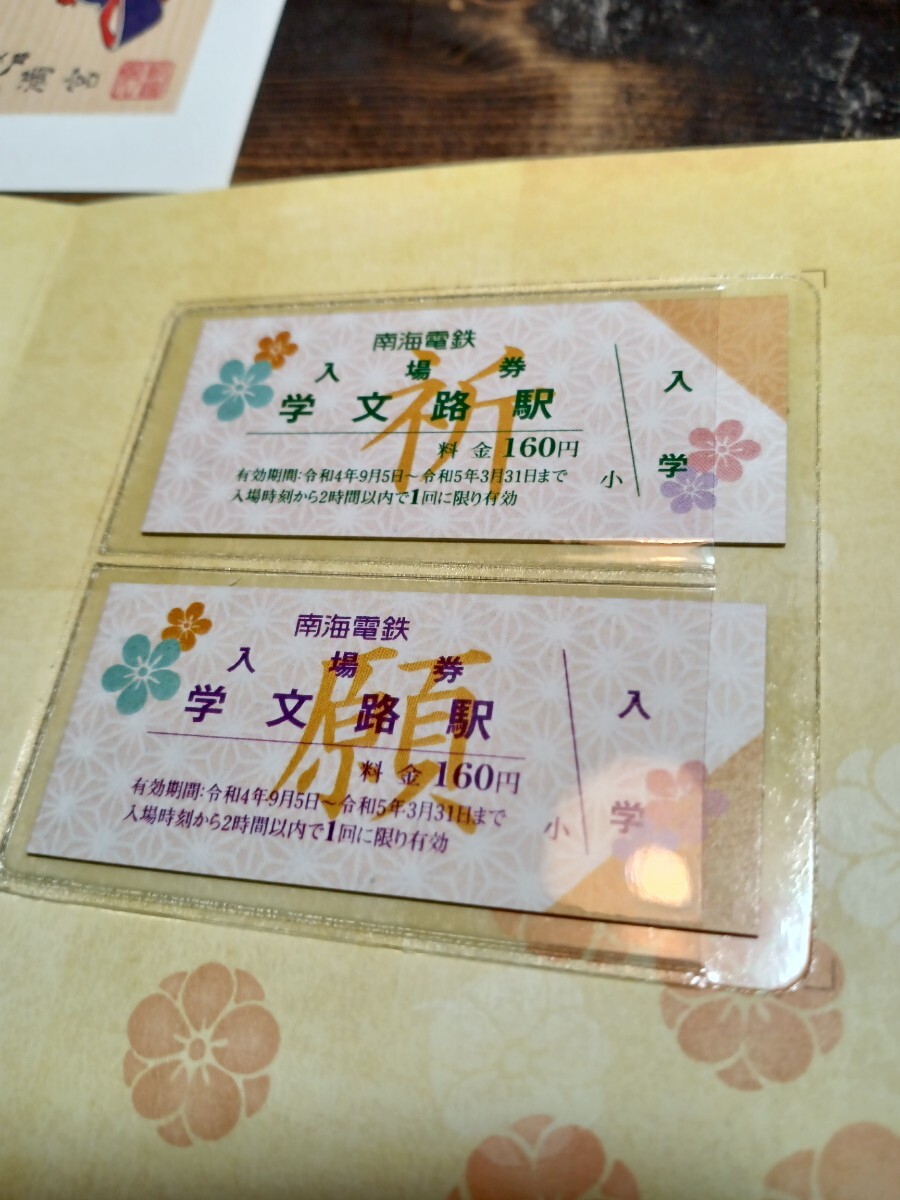 満宮
南海電鉄
入場券
学文路駅
祈
料金 160円
有効期間:令和4年9月5日~令和5年3月31日まで
入場時刻から2時間以内で1回に限り有効
小
入
学
南海電鉄
入場券
学文路駅
願
料金 160円
有効期間:令和4年9月5日~令和5年3月31日まで
入場時刻から2時間以内で1回に限り有効
小
入
学